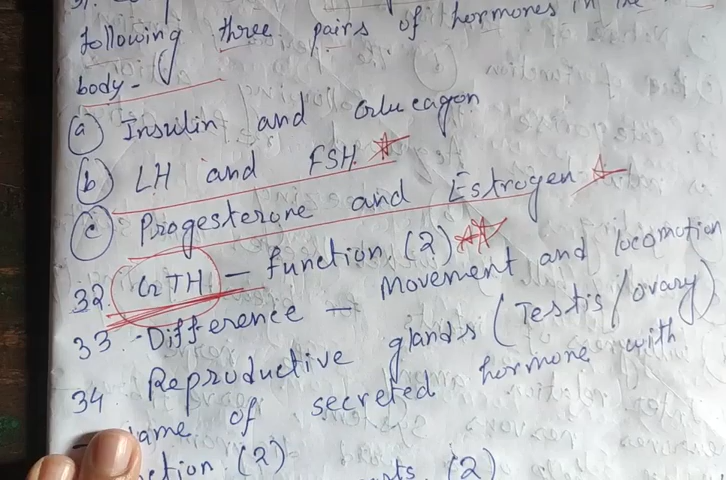 following three pairs of hormones in the
body-
(a) Insulin and Glucagon
(b) LH and FSH.
(c) Progesterone and Estrogen
32. GTH - function. (2)
33. Difference - Movement and locomotion
34. Reproductive glands (Testis/ovary)
name of secreted hormone with
(2)
(2)